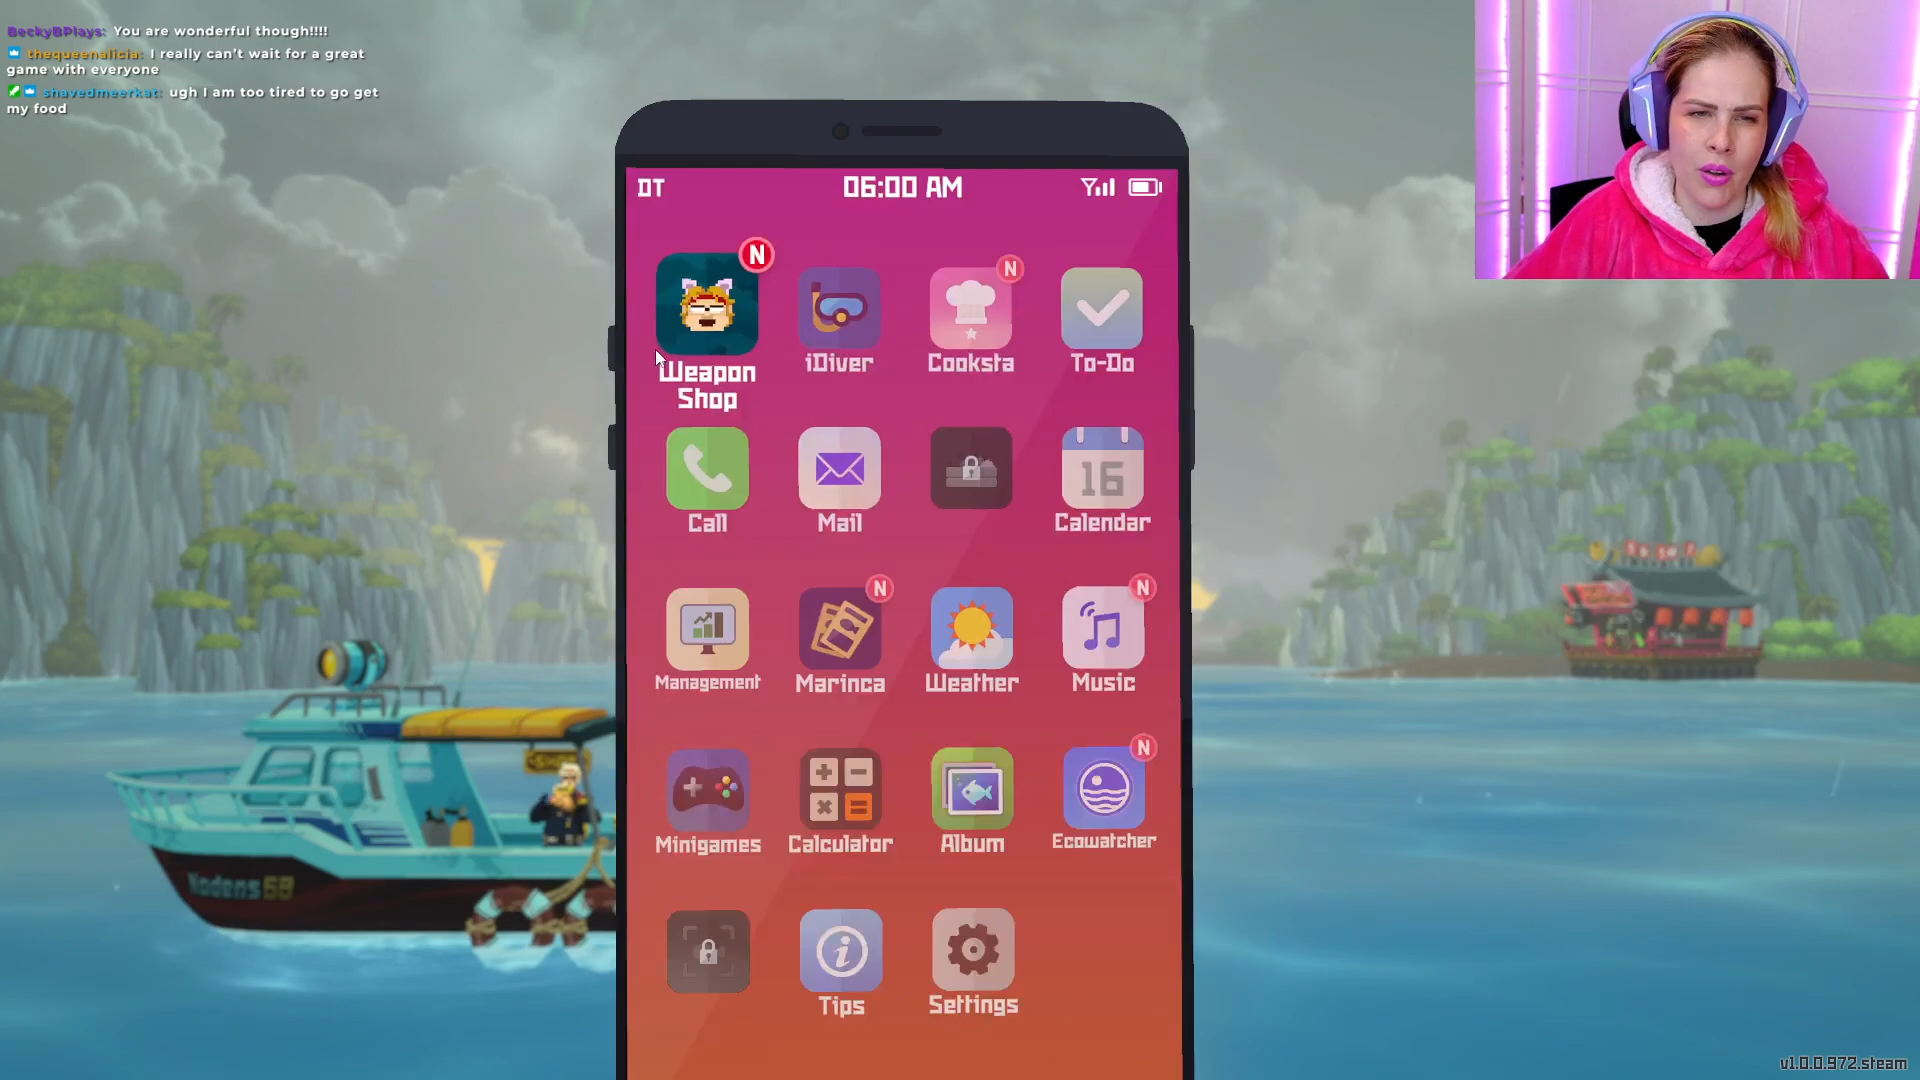 BeckyBPlays: You are wonderful though!!!!
thequeenalicia: I really can't wait for a great
game with everyone
shavedmeerkat: ugh I am too tired to go get
my food
DT
06:00 AM
N
Weapon
Shop
iDiver
N
Cooksta
To-Do
Call
Mail
16
Calendar
Management
N
Marinca
Weather
N
Music
Minigames
Calculator
Album
N
Ecowatcher
Tips
Settings
Nodens68
v1.0.0.972.steam